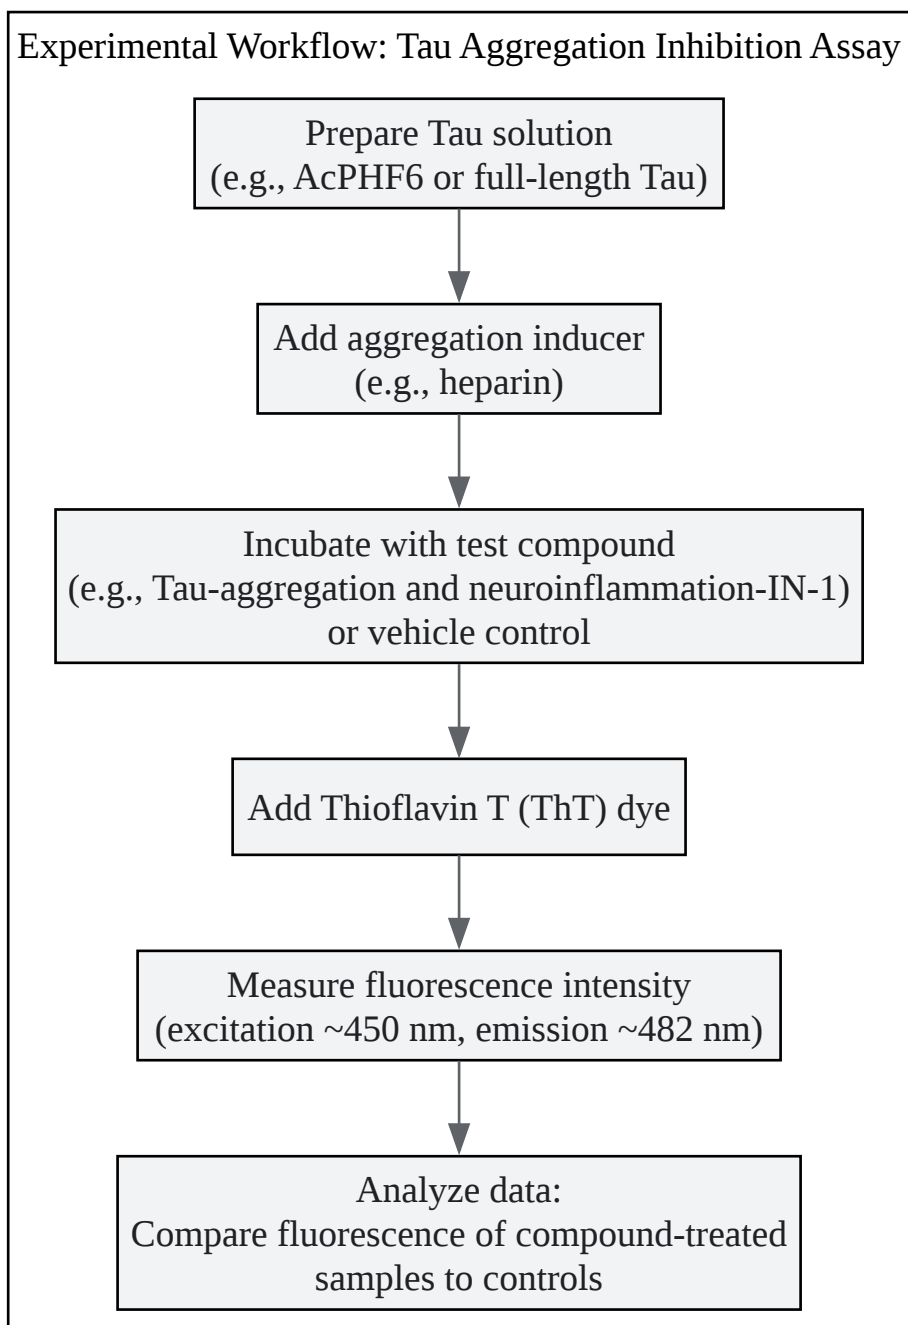 Experimental Workflow: Tau Aggregation Inhibition Assay
Prepare Tau solution
(e.g., AcPHF6 or full-length Tau)
Add aggregation inducer
(e.g., heparin)
Incubate with test compound
(e.g., Tau-aggregation and neuroinflammation-IN-1)
or vehicle control
Add Thioflavin T (ThT) dye
Measure fluorescence intensity
(excitation ~450 nm, emission ~482 nm)
Analyze data:
Compare fluorescence of compound-treated
samples to controls